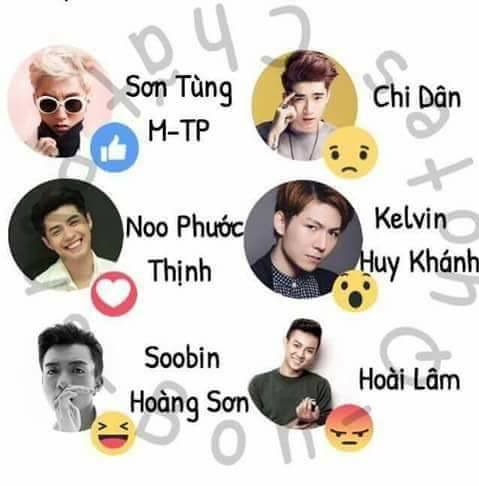 Sơn Tùng
M-TP
Chi Dân
Noo Phước
Thịnh
Kelvin
Huy Khánh
Soobin
Hoàng Sơn
Hoài Lâm